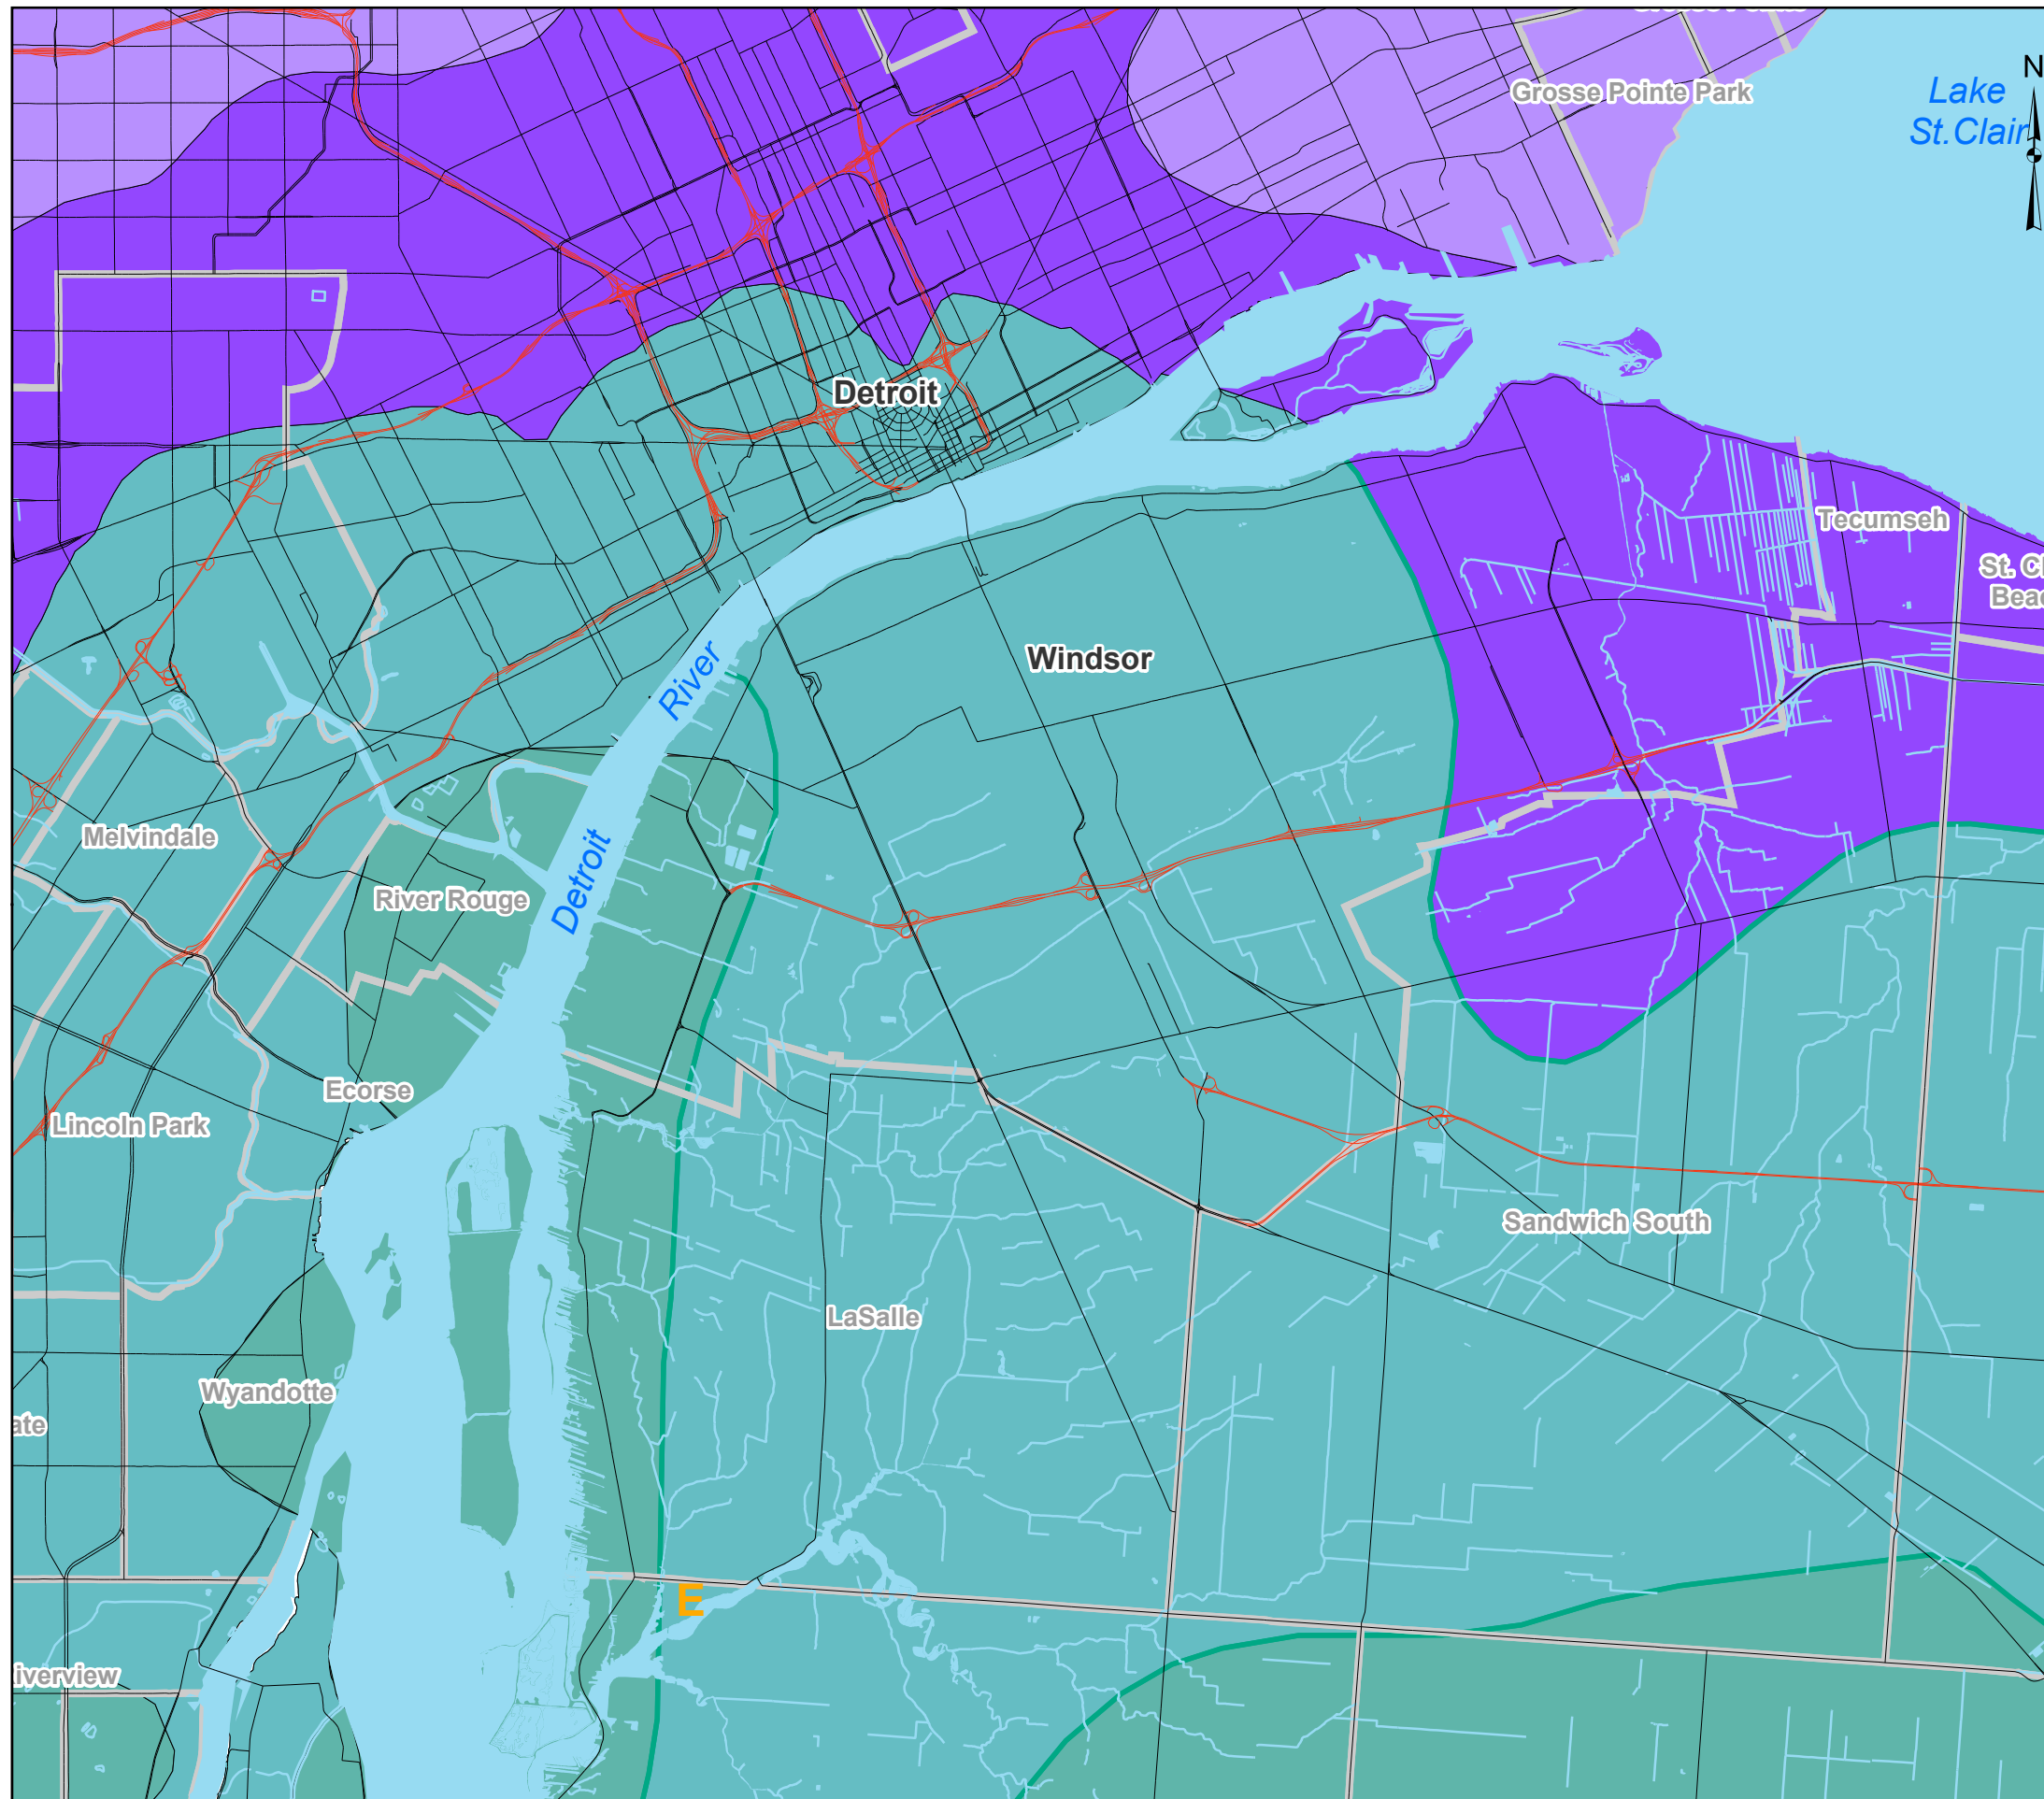 Grosse Pointe Park
Lake
St.Clair
N
Detroit
Tecumseh
Windsor
River
Melvindale
River Rouge
Detroit
Ecorse
Lincoln Park
Sandwich South
LaSalle
Wyandotte
E